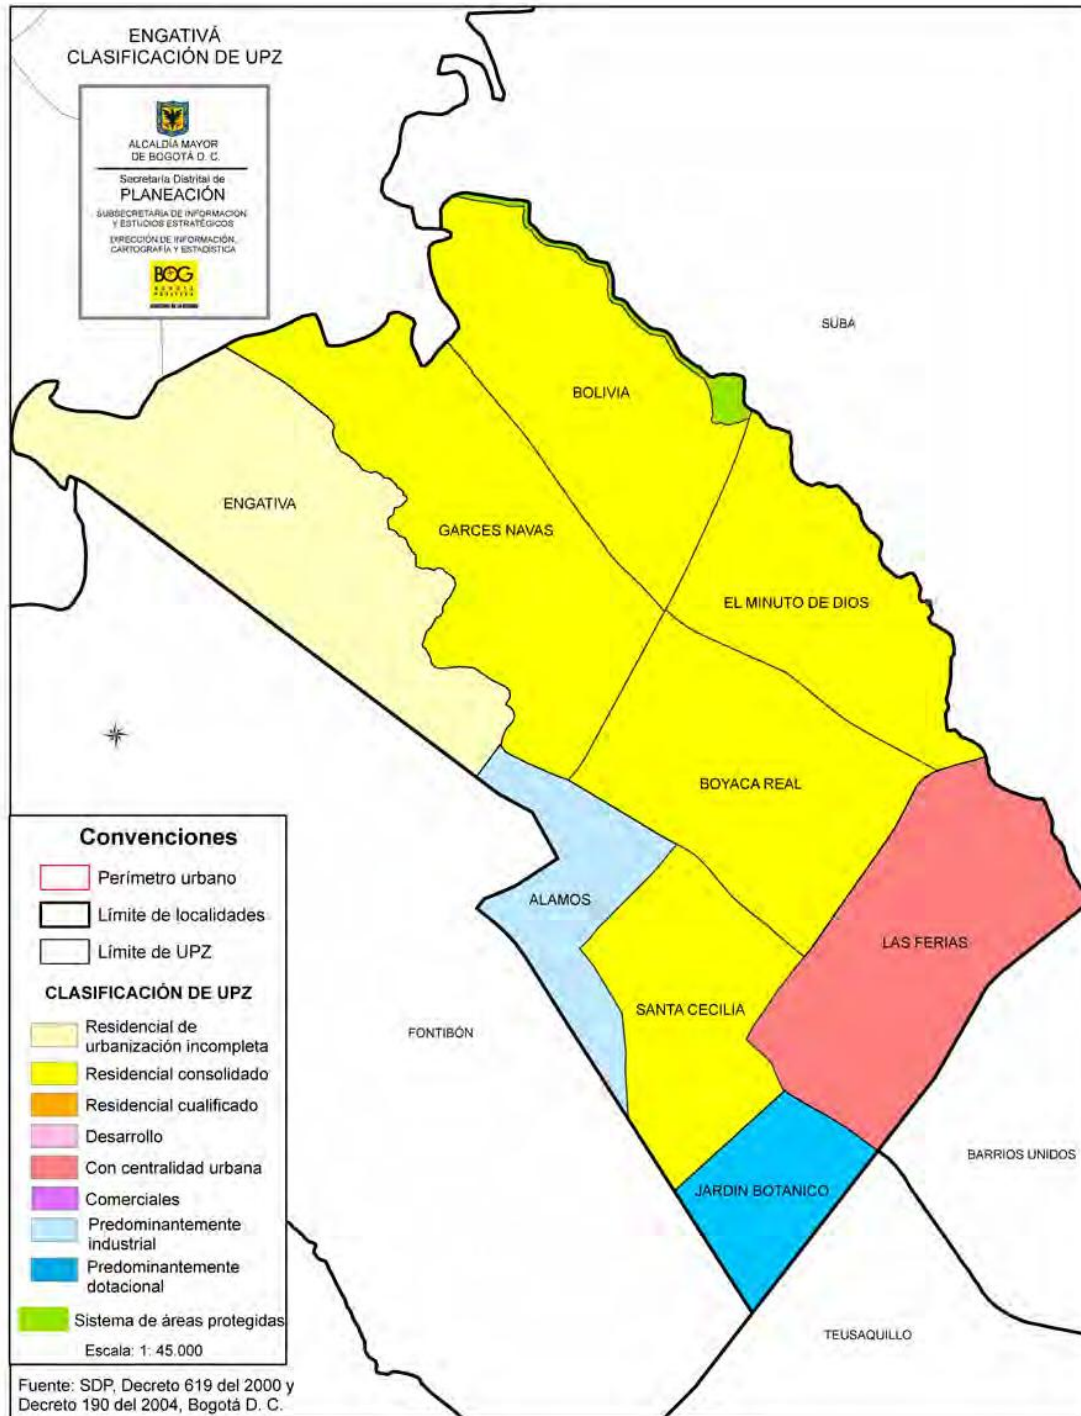 ENGATIVÁ
CLASIFICACIÓN DE UPZ
ALCALDÍA MAYOR
DE BOGOTÁ D. C.
Secretaría Distrital de
PLANEACIÓN
SUBSECRETARÍA DE INFORMACIÓN
Y ESTUDIOS ESTRATÉGICOS
DIRECCIÓN DE INFORMACIÓN,
CARTOGRAFÍA Y ESTADÍSTICA
BOG
SUBA
BOLIVIA
ENGATIVA
GARCES NAVAS
EL MINUTO DE DIOS
BOYACA REAL
ALAMOS
LAS FERIAS
SANTA CECILIA
FONTIBÓN
BARRIOS UNIDOS
JARDIN BOTANICO
TEUSAQUILLO
Convenciones
Perímetro urbano
Límite de localidades
Límite de UPZ
CLASIFICACIÓN DE UPZ
Residencial de
urbanización incompleta
Residencial consolidado
Residencial cualificado
Desarrollo
Con centralidad urbana
Comerciales
Predominantemente
industrial
Predominantemente
dotacional
Sistema de áreas protegidas
Escala: 1: 45.000
Fuente: SDP, Decreto 619 del 2000 y
Decreto 190 del 2004, Bogotá D. C.